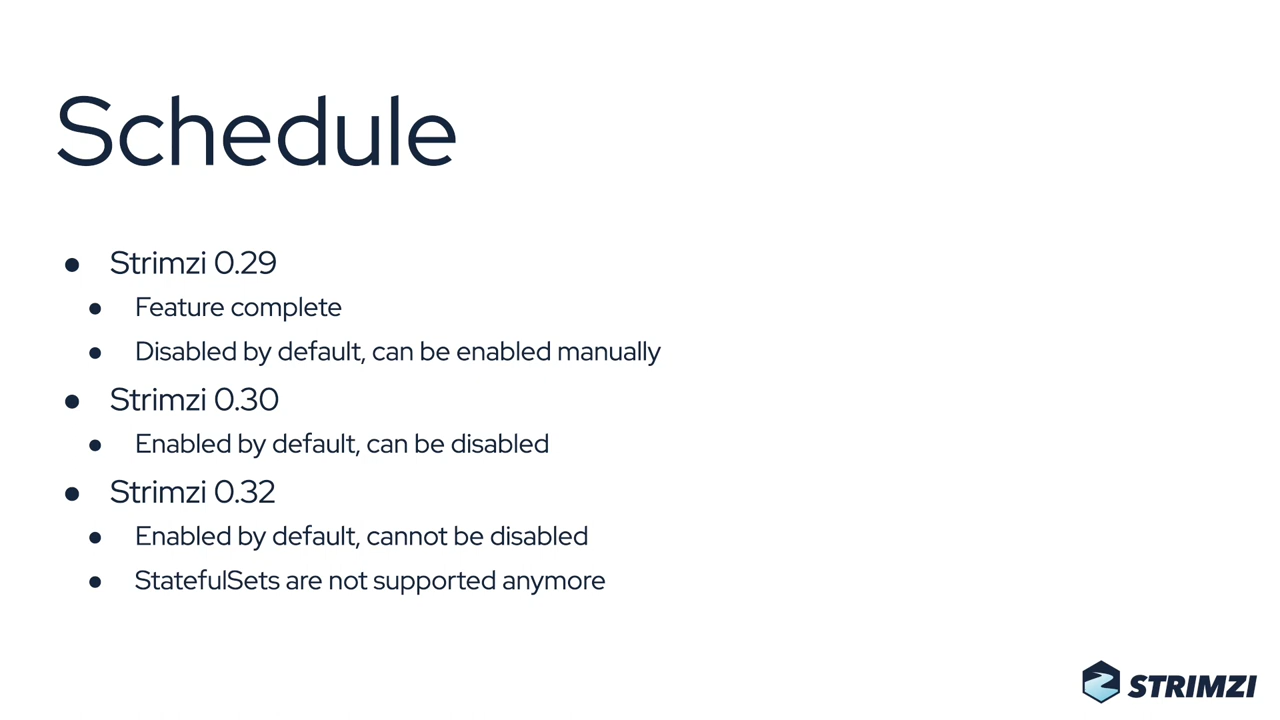 Schedule
● Strimzi 0.29
● Feature complete
● Disabled by default, can be enabled manually
● Strimzi 0.30
● Enabled by default, can be disabled
● Strimzi 0.32
● Enabled by default, cannot be disabled
● StatefulSets are not supported anymore
STRIMZI